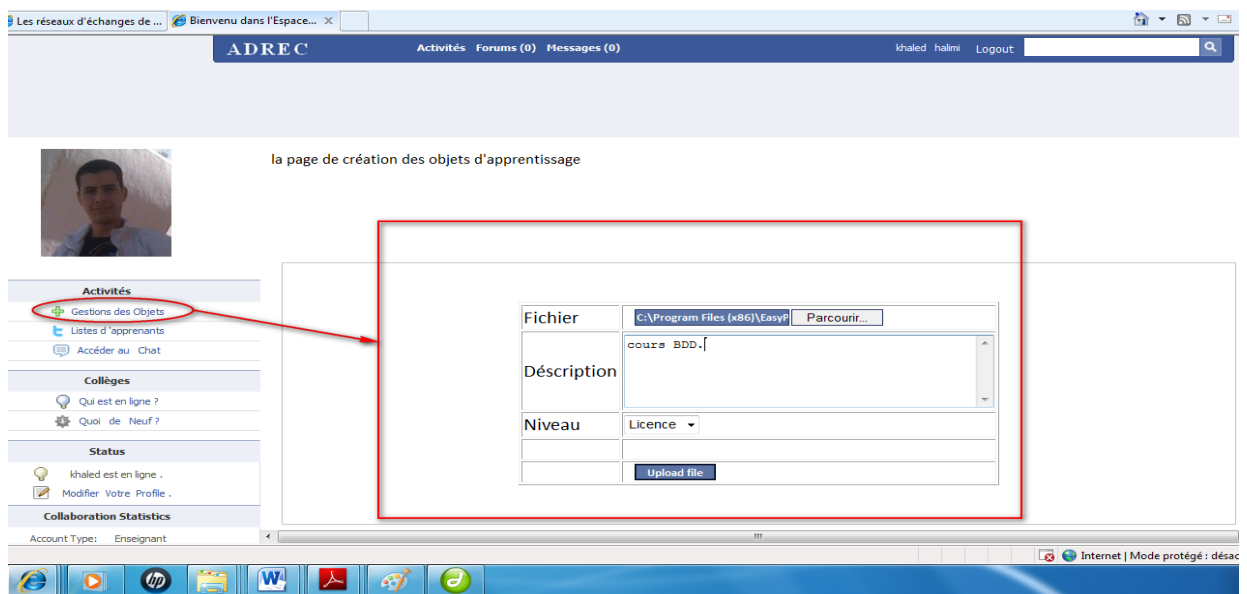 Les réseaux d'échanges de ...
Bienvenu dans l'Espace... X
ADREC
Activités Forums (0) Messages (0)
khaled halimi Logout
la page de création des objets d'apprentissage
Activités
Gestions des Objets
Listes d'apprenants
Accéder au Chat
Collèges
Qui est en ligne ?
Quoi de Neuf ?
Status
khaled est en ligne .
Modifier Votre Profile .
Collaboration Statistics
Account Type: Enseignant
Fichier
C:\Program Files (x86)\EasyP
Parcourir...
Déscription
cours BDD.
Niveau
Licence
Upload file
Internet | Mode protégé : désac
hp
W